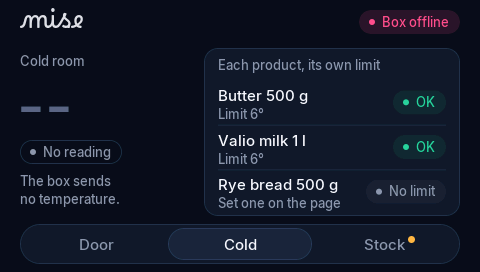 mise
Box offline
Cold room
– –
No reading
The box sends
no temperature.
Each product, its own limit
Butter 500 g
Limit 6°
OK
Valio milk 1 l
Limit 6°
OK
Rye bread 500 g
Set one on the page
No limit
Door
Cold
Stock